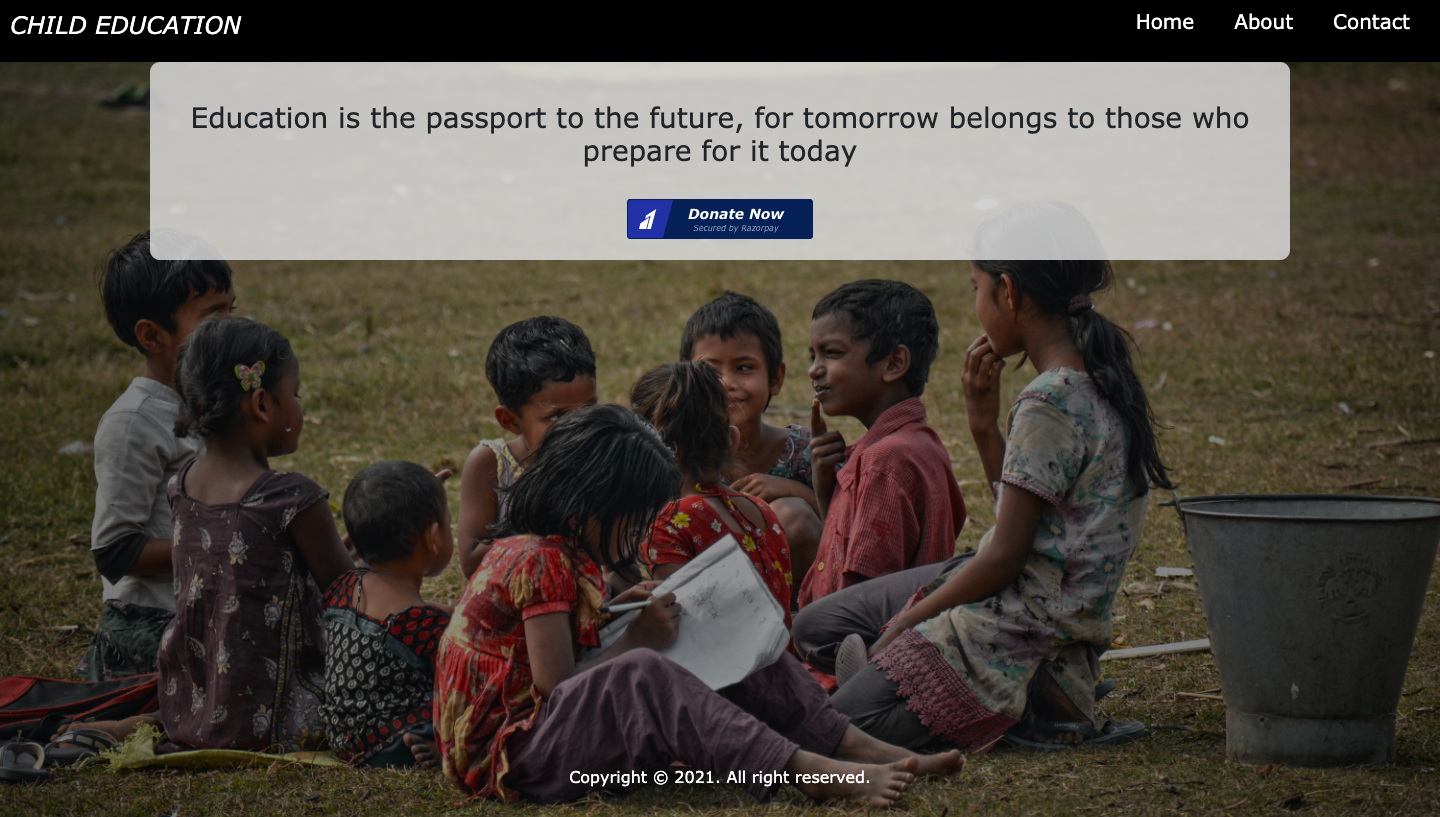 CHILD EDUCATION
Home About Contact
Education is the passport to the future, for tomorrow belongs to those who
prepare for it today
Donate Now
Secured by Razorpay
Copyright © 2021. All right reserved.